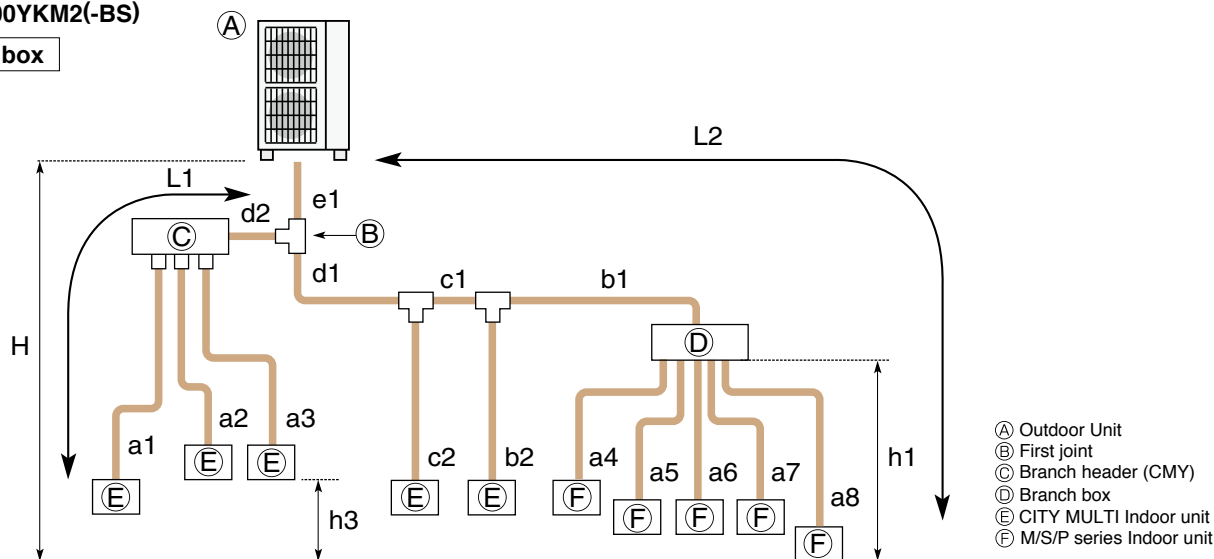 00YKM2(-BS)
box
Ⓐ
L2
L1
e1
d2
Ⓒ
Ⓑ
d1
c1
b1
H
Ⓓ
a1
a2
a3
c2
b2
a4
a5
a6
a7
a8
h1
Ⓔ
Ⓔ
Ⓔ
Ⓔ
Ⓔ
Ⓕ
Ⓕ
Ⓕ
Ⓕ
Ⓕ
h3
Ⓐ Outdoor Unit
Ⓑ First joint
Ⓒ Branch header (CMY)
Ⓓ Branch box
Ⓔ CITY MULTI Indoor unit
Ⓕ M/S/P series Indoor unit